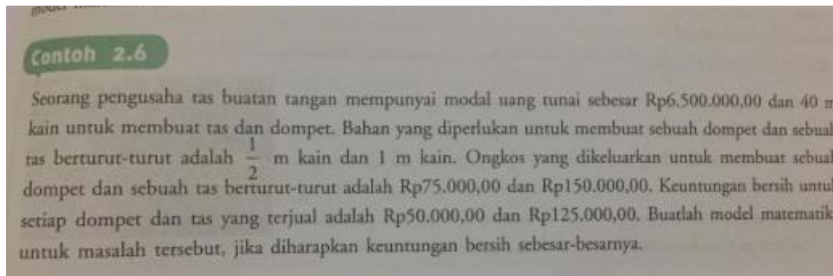 Contoh 2.6
Seorang pengusaha tas buatan tangan mempunyai modal uang tunai sebesar Rp6.500.000,00 dan 40 m
kain untuk membuat tas dan dompet. Bahan yang diperlukan untuk membuat sebuah dompet dan sebuah
tas berturut-turut adalah 1/2 m kain dan 1 m kain. Ongkos yang dikeluarkan untuk membuat sebuah
dompet dan sebuah tas berturut-turut adalah Rp75.000,00 dan Rp150.000,00. Keuntungan bersih untuk
setiap dompet dan tas yang terjual adalah Rp50.000,00 dan Rp125.000,00. Buatlah model matematik
untuk masalah tersebut, jika diharapkan keuntungan bersih sebesar-besarnya.